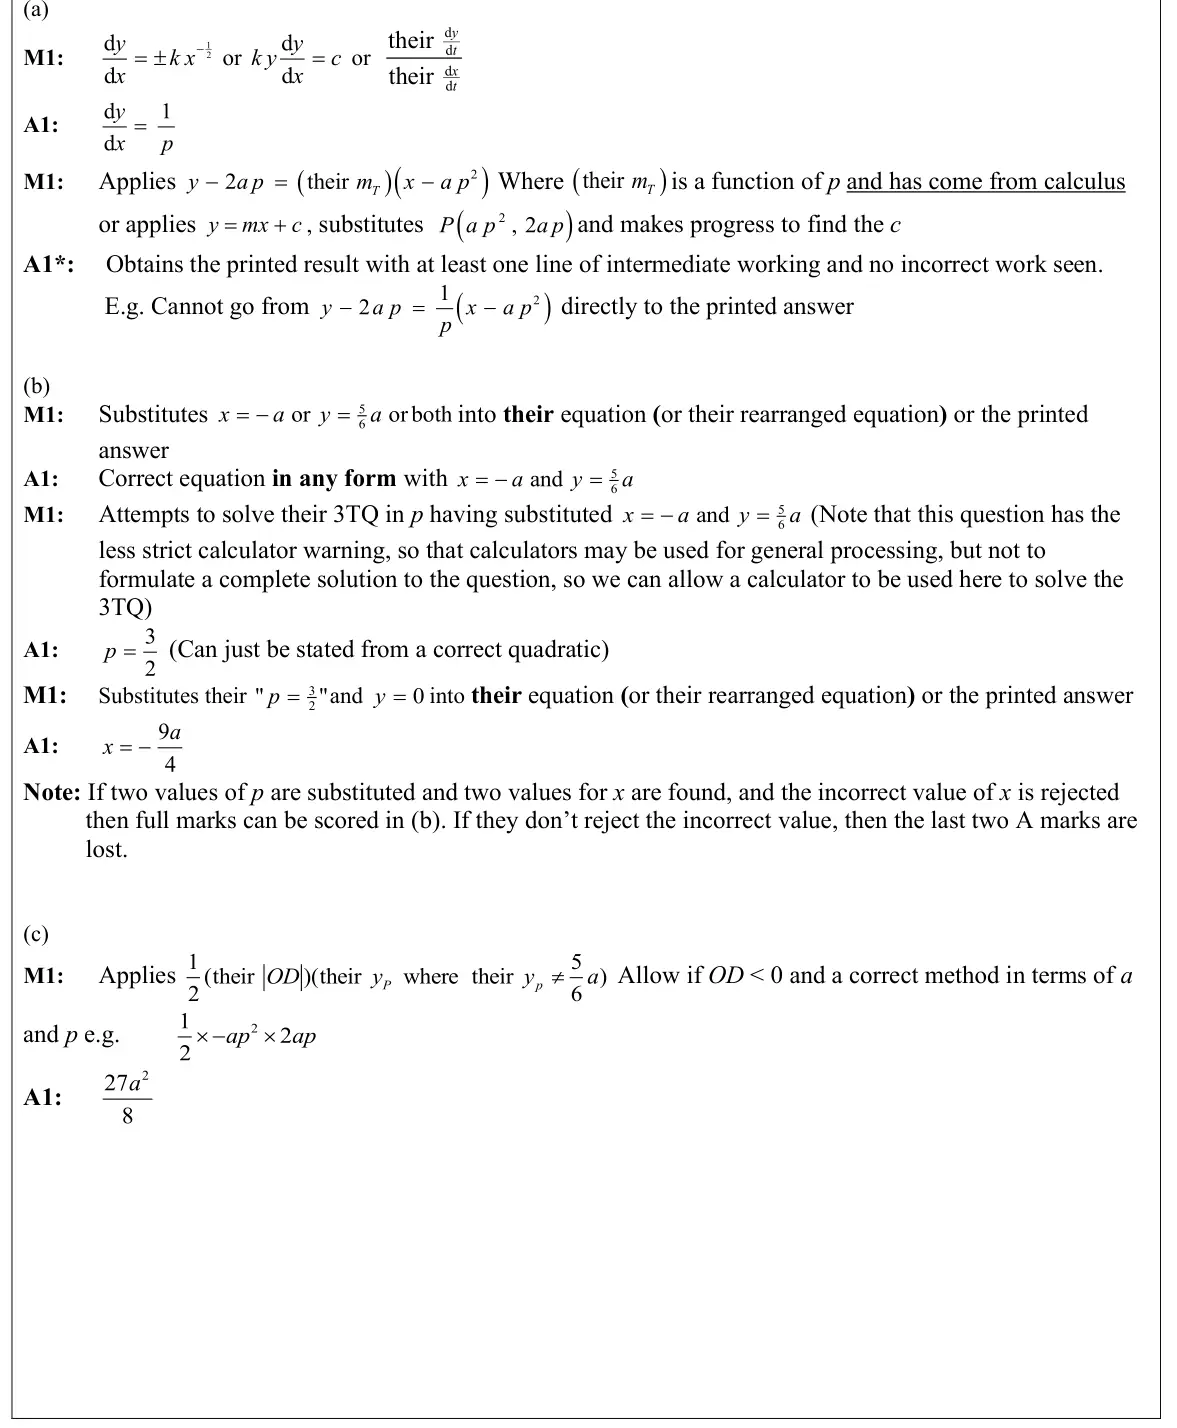 (a)
M1: dy/dx = ±k x^(−1/2) or k y dy/dx = c or their dy/dt / their dx/dt
A1: dy/dx = 1/p
M1: Applies y − 2ap = (their m_T)(x − ap²) Where (their m_T) is a function of p and has come from calculus
or applies y = mx + c, substitutes P(ap², 2ap) and makes progress to find the c
A1*: Obtains the printed result with at least one line of intermediate working and no incorrect work seen.
E.g. Cannot go from y − 2ap = 1/p (x − ap²) directly to the printed answer
(b)
M1: Substitutes x = −a or y = 5/6 a or both into their equation (or their rearranged equation) or the printed
answer
A1: Correct equation in any form with x = −a and y = 5/6 a
M1: Attempts to solve their 3TQ in p having substituted x = −a and y = 5/6 a (Note that this question has the
less strict calculator warning, so that calculators may be used for general processing, but not to
formulate a complete solution to the question, so we can allow a calculator to be used here to solve the
3TQ)
A1: p = 3/2 (Can just be stated from a correct quadratic)
M1: Substitutes their "p = 3/2" and y = 0 into their equation (or their rearranged equation) or the printed answer
A1: x = − 9a/4
Note: If two values of p are substituted and two values for x are found, and the incorrect value of x is rejected
then full marks can be scored in (b). If they don't reject the incorrect value, then the last two A marks are
lost.
(c)
M1: Applies 1/2 (their |OD|)(their y_P where their y_p ≠ 5/6 a) Allow if OD < 0 and a correct method in terms of a
and p e.g. 1/2 × −ap² × 2ap
A1: 27a²/8